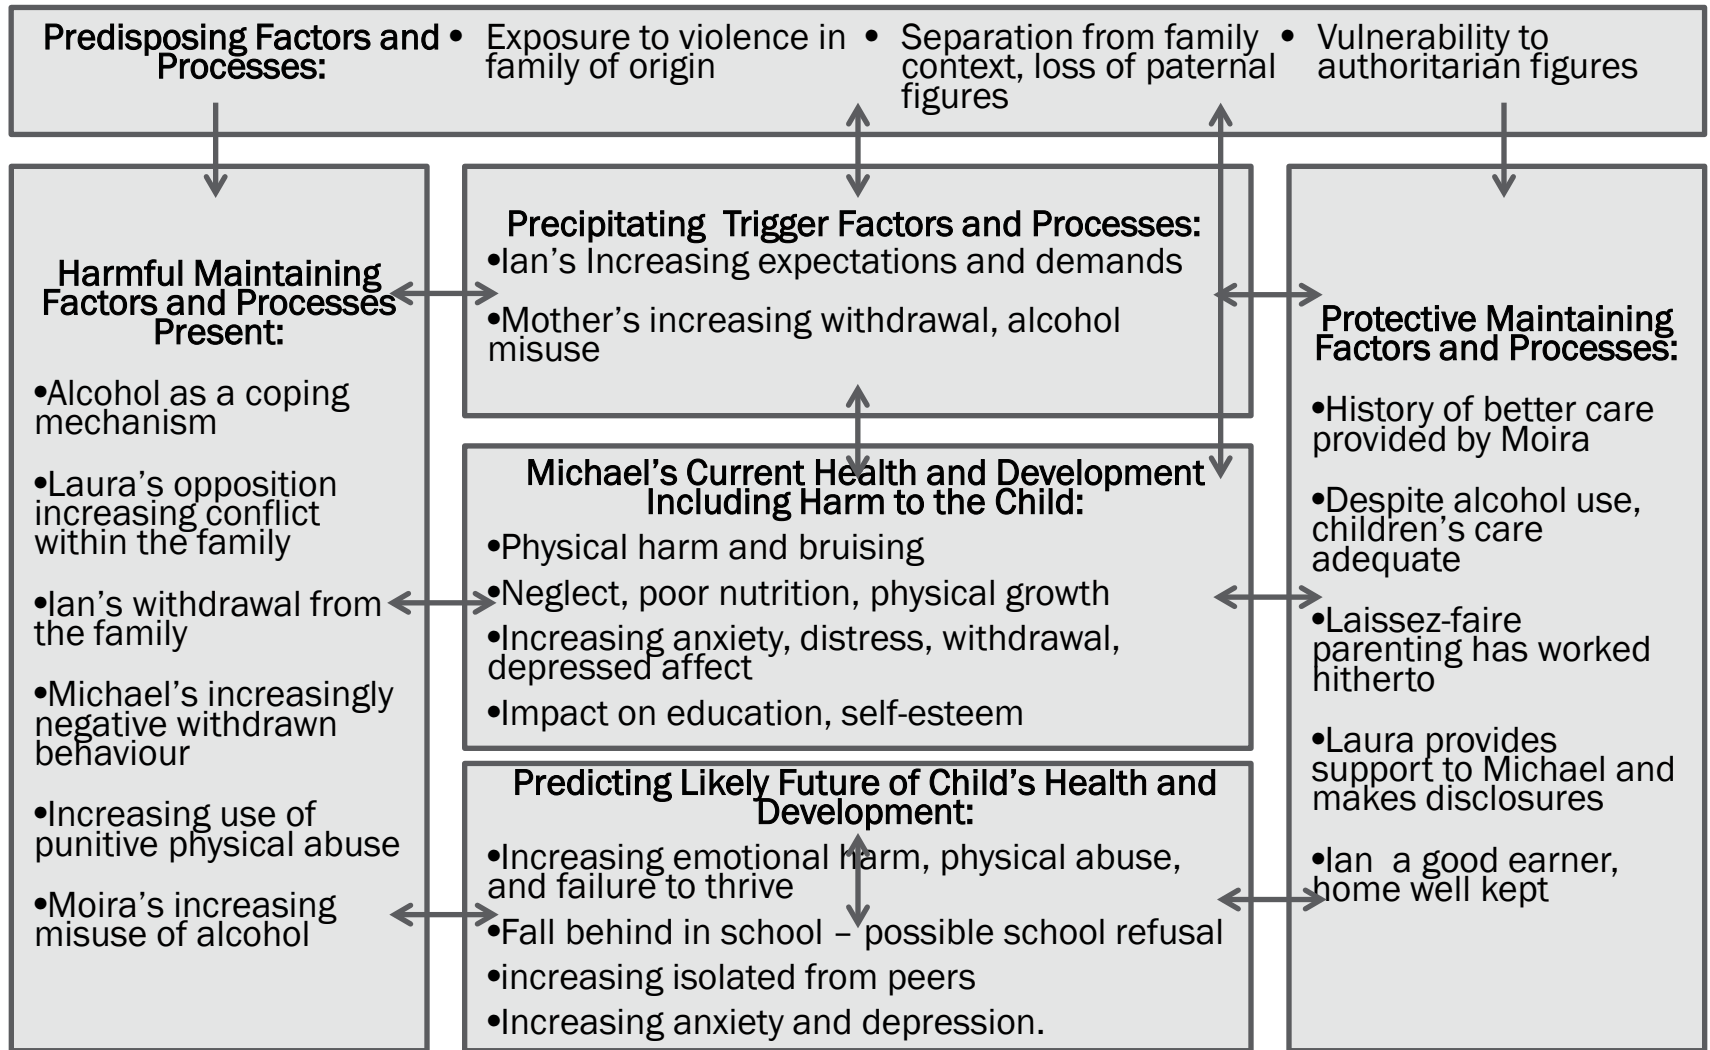 Predisposing Factors and
Processes:
• Exposure to violence in
family of origin
• Separation from family
context, loss of paternal
figures
• Vulnerability to
authoritarian figures
Harmful Maintaining
Factors and Processes
Present:
•Alcohol as a coping
mechanism
•Laura’s opposition
increasing conflict
within the family
•Ian’s withdrawal from
the family
•Michael’s increasingly
negative withdrawn
behaviour
•Increasing use of
punitive physical abuse
•Moira’s increasing
misuse of alcohol
Precipitating  Trigger Factors and Processes:
•Ian’s Increasing expectations and demands
•Mother’s increasing withdrawal, alcohol
misuse
Michael’s Current Health and Development
Including Harm to the Child:
•Physical harm and bruising
•Neglect, poor nutrition, physical growth
•Increasing anxiety, distress, withdrawal,
depressed affect
•Impact on education, self-esteem
Predicting Likely Future of Child’s Health and
Development:
•Increasing emotional harm, physical abuse,
and failure to thrive
•Fall behind in school – possible school refusal
•increasing isolated from peers
•Increasing anxiety and depression.
Protective Maintaining
Factors and Processes:
•History of better care
provided by Moira
•Despite alcohol use,
children’s care
adequate
•Laissez-faire
parenting has worked
hitherto
•Laura provides
support to Michael and
makes disclosures
•Ian  a good earner,
home well kept